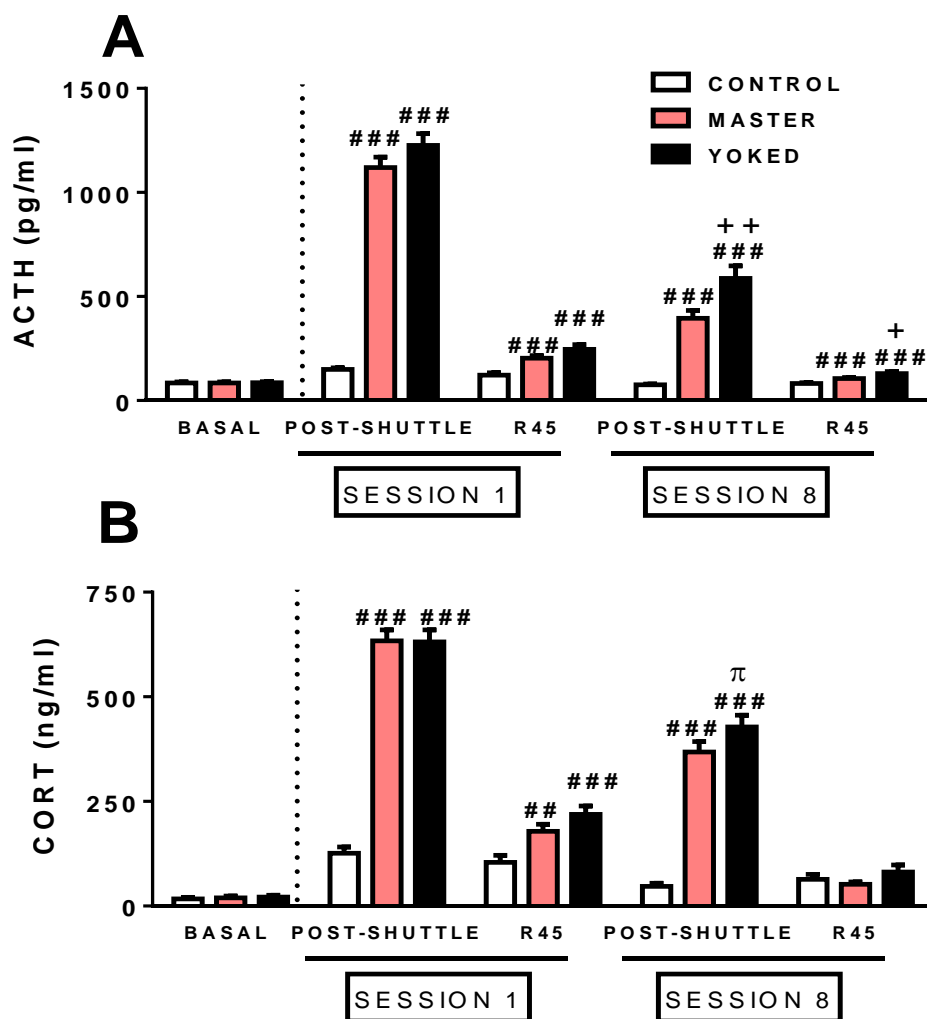 A
ACTH (pg/ml)
1500
1000
500
0
CONTROL
MASTER
YOKED
### ###
### ###
### ### + +
### ### +
BASAL POST-SHUTTLE R45 POST-SHUTTLE R45
SESSION 1 SESSION 8
B
CORT (ng/ml)
750
500
250
0
### ###
## ###
### ### π
BASAL POST-SHUTTLE R45 POST-SHUTTLE R45
SESSION 1 SESSION 8